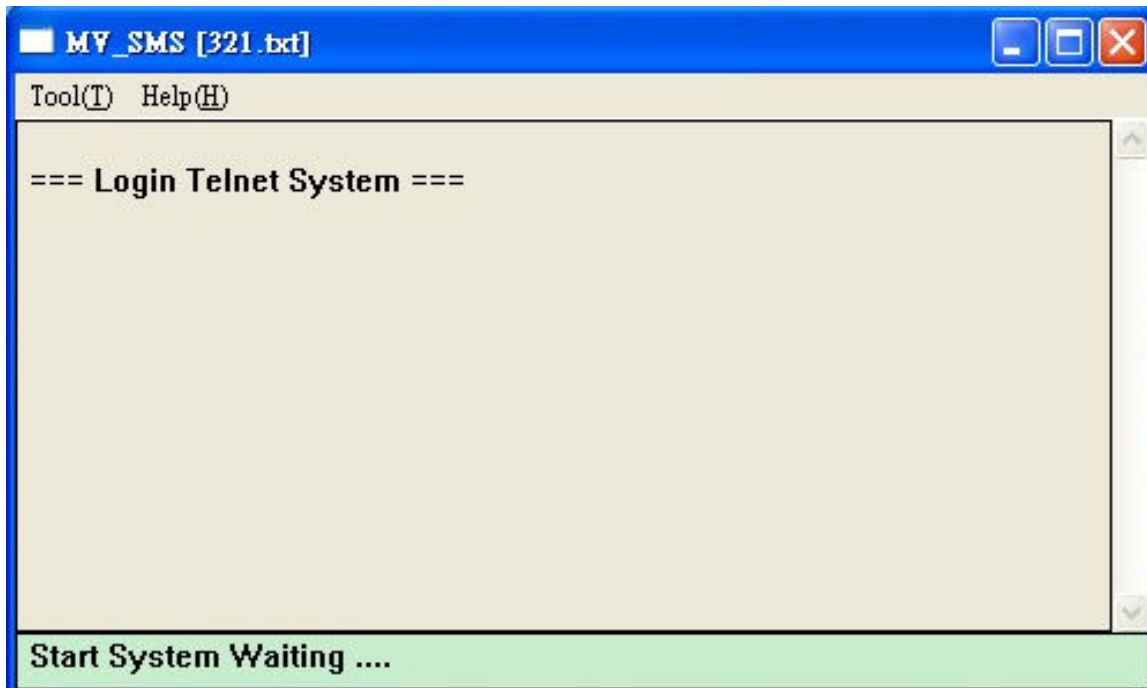 MV_SMS [321.txt]
Tool(T) Help(H)
=== Login Telnet System ===
Start System Waiting ....